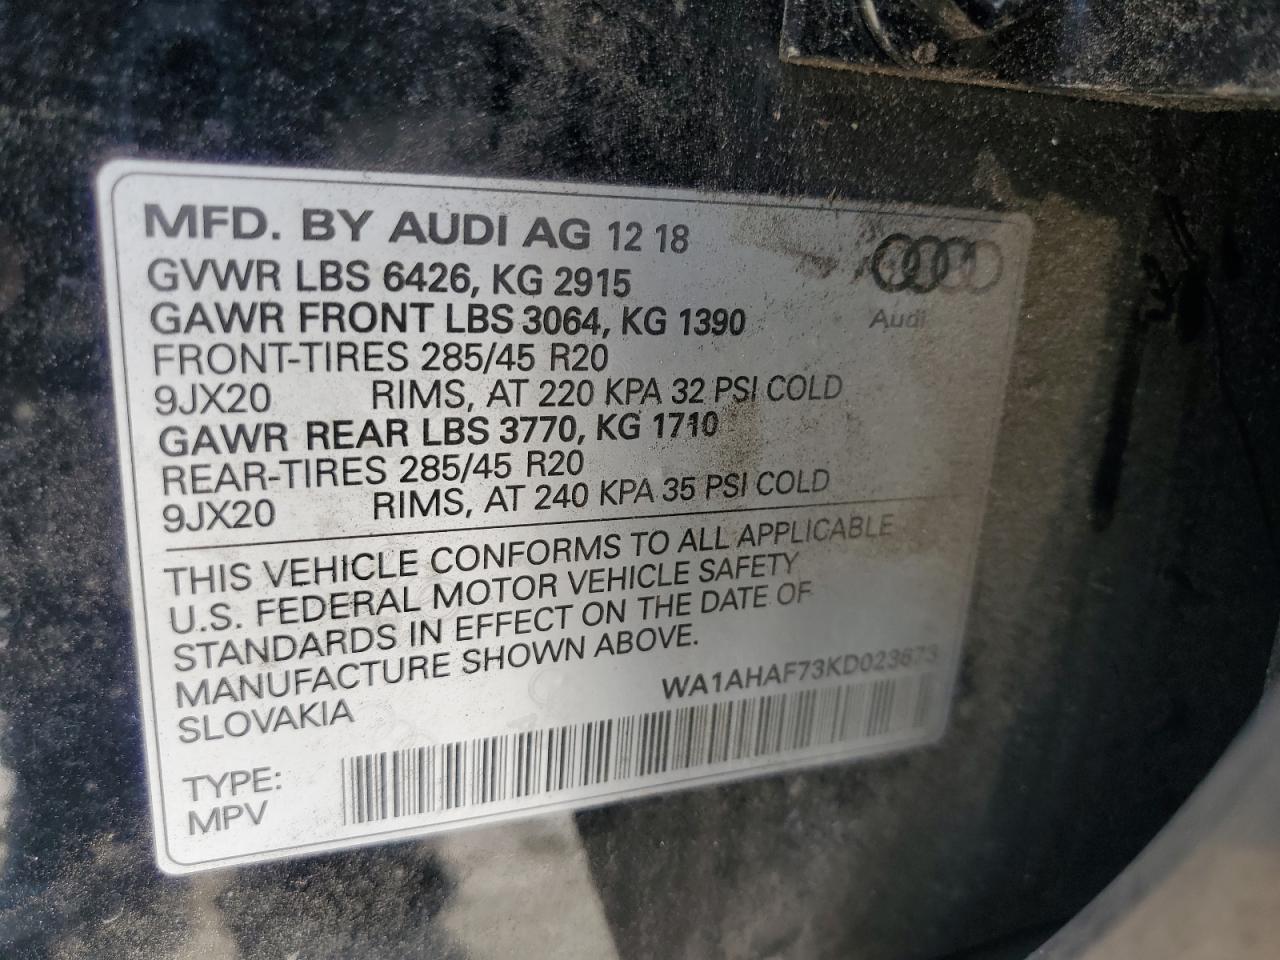 MFD. BY AUDI AG 12 18
GVWR LBS 6426, KG 2915
GAWR FRONT LBS 3064, KG 1390
FRONT-TIRES 285/45 R20
9JX20 RIMS, AT 220 KPA 32 PSI COLD
GAWR REAR LBS 3770, KG 1710
REAR-TIRES 285/45 R20
9JX20 RIMS, AT 240 KPA 35 PSI COLD
Audi
THIS VEHICLE CONFORMS TO ALL APPLICABLE
U.S. FEDERAL MOTOR VEHICLE SAFETY
STANDARDS IN EFFECT ON THE DATE OF
MANUFACTURE SHOWN ABOVE.
SLOVAKIA
WA1AHAF73KD023673
TYPE:
MPV